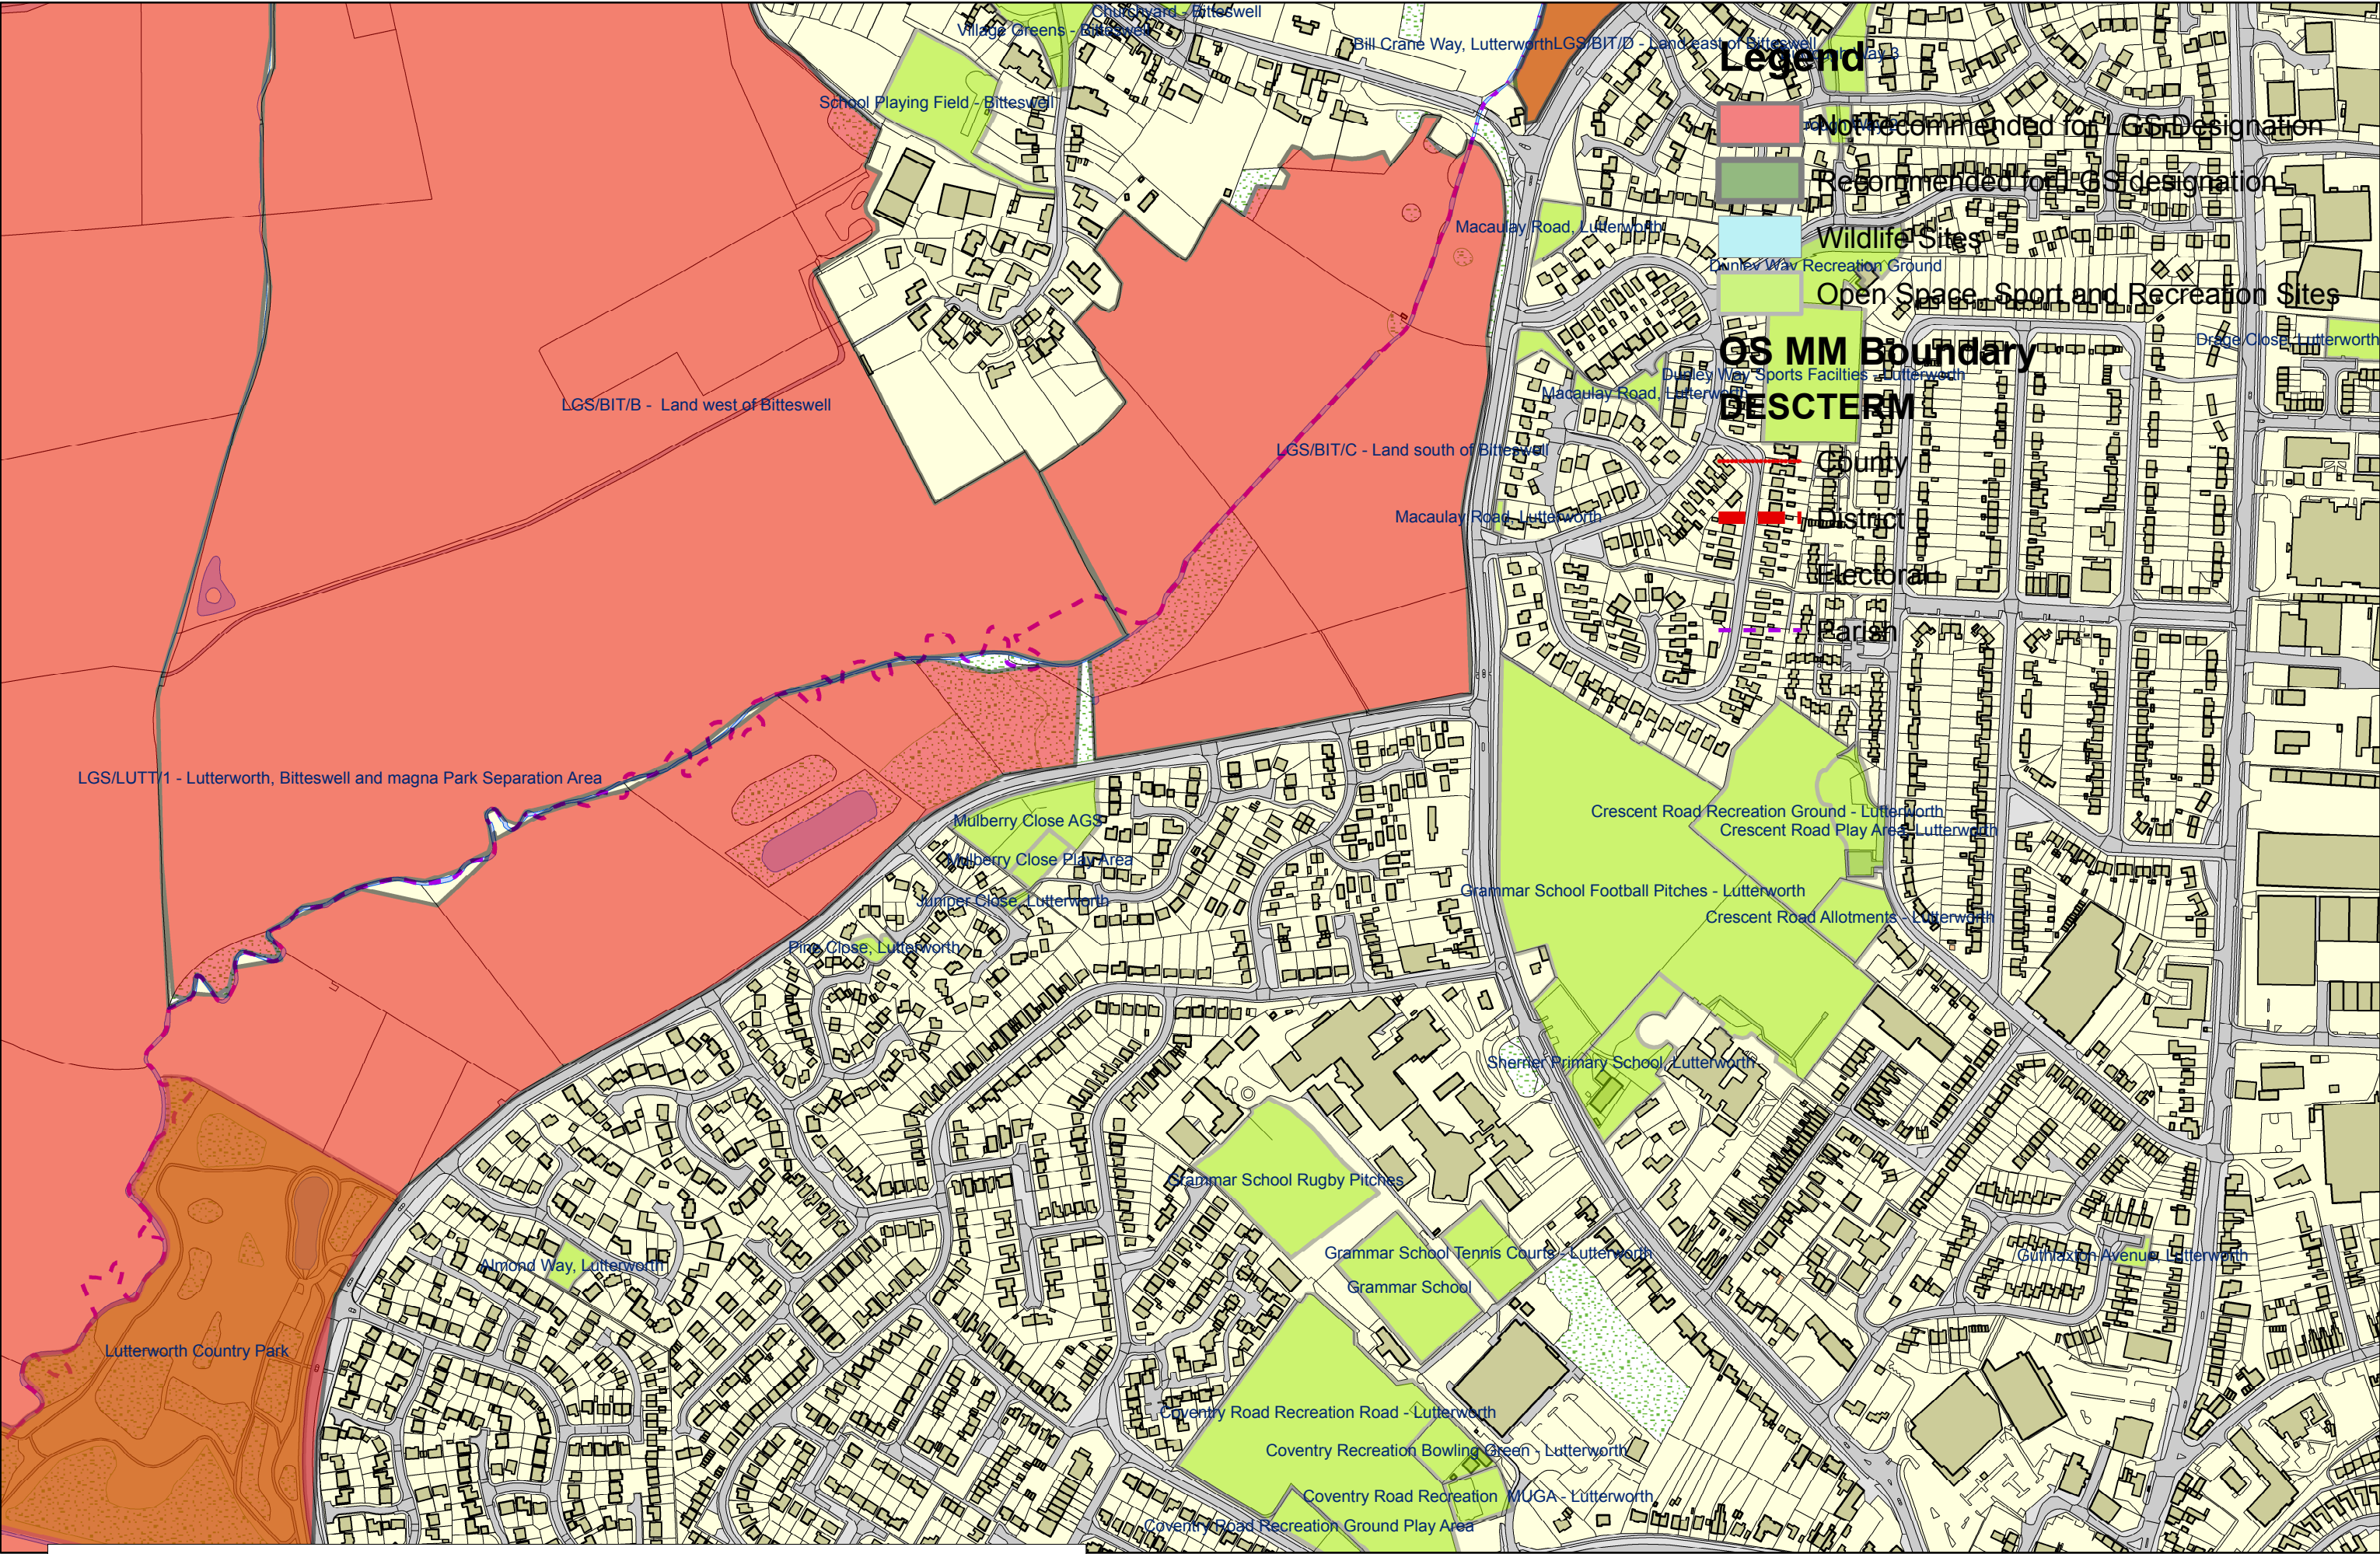 Churchyard - Bitteswell
Village Greens - Bitteswell
Bill Crane Way, Lutterworth
LGS/BIT/D - Land east of Bitteswell
Way 3
Legend
School Playing Field - Bitteswell
Not recommended for LGS Designation
Recommended for LGS designation
Macaulay Road, Lutterworth
Wildlife Sites
Dunley Way Recreation Ground
Open Space, Sport and Recreation Sites
Drage Close, Lutterworth
OS MM Boundary
Dunley Way Sports Facilties - Lutterworth
Macaulay Road, Lutterworth
LGS/BIT/B - Land west of Bitteswell
DESCTERM
LGS/BIT/C - Land south of Bitteswell
County
Macaulay Road, Lutterworth
District
Electoral
Parish
LGS/LUTT/1 - Lutterworth, Bitteswell and magna Park Separation Area
Crescent Road Recreation Ground - Lutterworth
Mulberry Close AGS
Crescent Road Play Area, Lutterworth
Mulberry Close Play Area
Grammar School Football Pitches - Lutterworth
Juniper Close, Lutterworth
Crescent Road Allotments - Lutterworth
Pine Close, Lutterworth
Sherrier Primary School, Lutterworth
Grammar School Rugby Pitches
Grammar School Tennis Courts - Lutterworth
Guthlaxton Avenue, Lutterworth
Almond Way, Lutterworth
Grammar School
Lutterworth Country Park
Coventry Road Recreation Road - Lutterworth
Coventry Recreation Bowling Green - Lutterworth
Coventry Road Recreation MUGA - Lutterworth
Coventry Road Recreation Ground Play Area